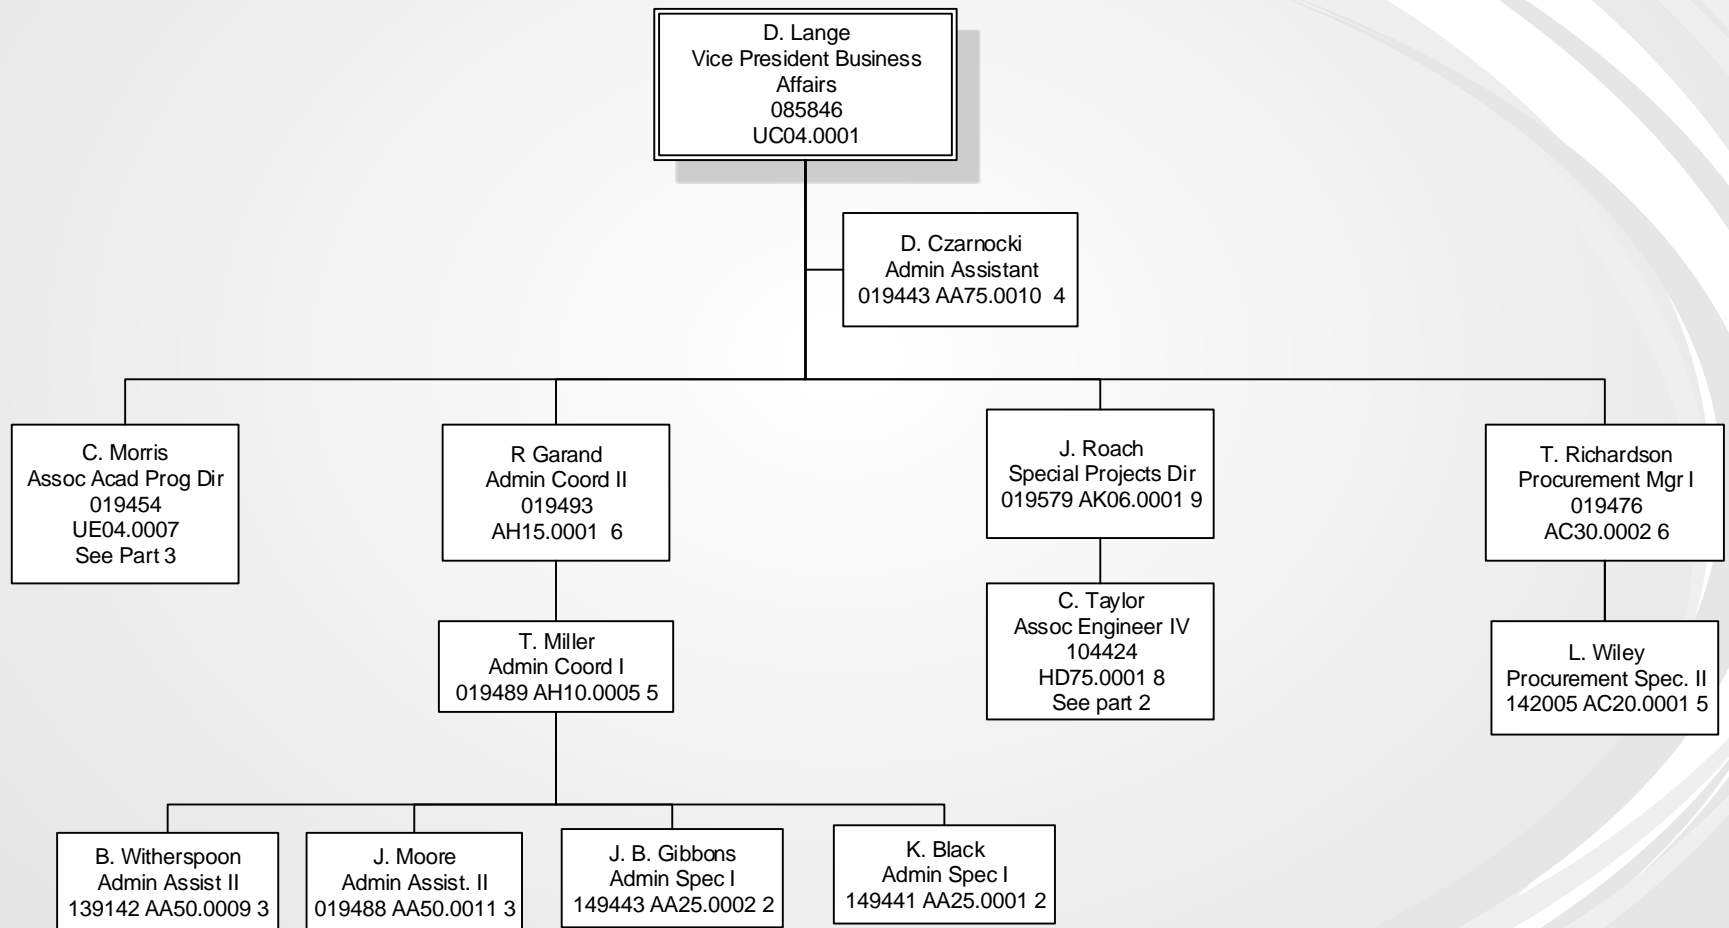 D. Lange
Vice President Business
Affairs
085846
UC04.0001
D. Czarnocki
Admin Assistant
019443 AA75.0010  4
C. Morris
Assoc Acad Prog Dir
019454
UE04.0007
See Part 3
R Garand
Admin Coord II
019493
AH15.0001  6
J. Roach
Special Projects Dir
019579 AK06.0001 9
T. Richardson
Procurement Mgr I
019476
AC30.0002 6
T. Miller
Admin Coord I
019489 AH10.0005 5
C. Taylor
Assoc Engineer IV
104424
HD75.0001 8
See part 2
L. Wiley
Procurement Spec. II
142005 AC20.0001 5
B. Witherspoon
Admin Assist II
139142 AA50.0009 3
J. Moore
Admin Assist. II
019488 AA50.0011 3
J. B. Gibbons
Admin Spec I
149443 AA25.0002 2
K. Black
Admin Spec I
149441 AA25.0001 2